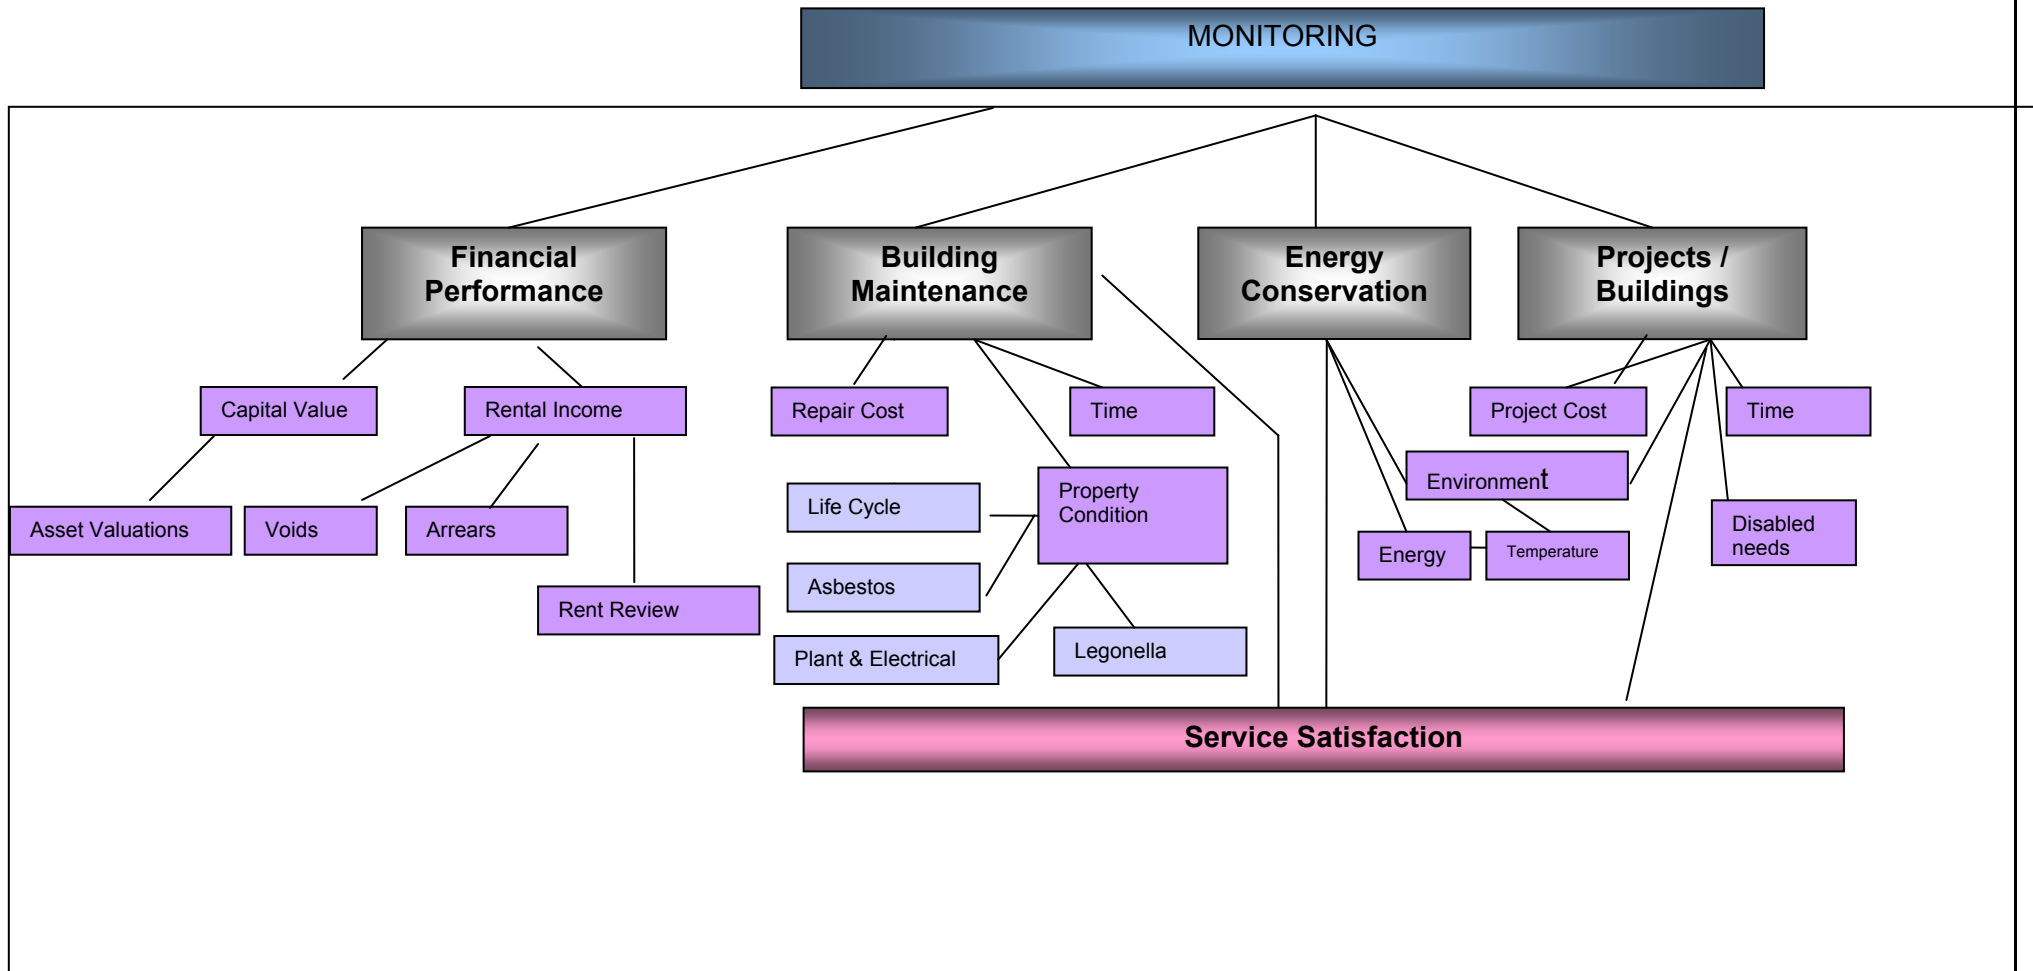 MONITORING
Financial
Performance
Building
Maintenance
Energy
Conservation
Projects /
Buildings
Capital Value
Rental Income
Repair Cost
Time
Project Cost
Time
Asset Valuations
Voids
Arrears
Rent Review
Life Cycle
Property
Condition
Asbestos
Plant & Electrical
Legonella
Environment
Energy
Temperature
Disabled
needs
Service Satisfaction